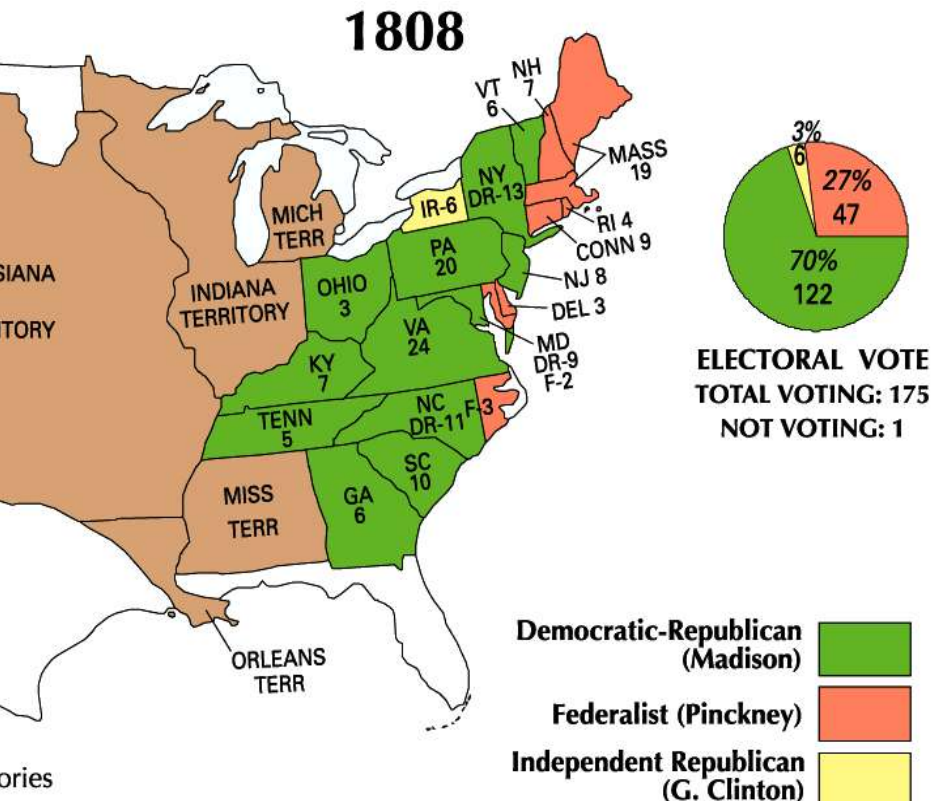 1808
NH
7
VT
6
MASS
19
NY
DR-13
IR-6
RI 4
CONN 9
MICH
TERR
PA
20
NJ 8
SIANA
INDIANA
TERRITORY
OHIO
3
DEL 3
ITORY
VA
24
MD
DR-9
F-2
KY
7
NC
DR-11
F-3
TENN
5
SC
10
MISS
TERR
GA
6
ORLEANS
TERR
3%
6
27%
47
70%
122
ELECTORAL VOTE
TOTAL VOTING: 175
NOT VOTING: 1
Democratic-Republican
(Madison)
Federalist (Pinckney)
Independent Republican
(G. Clinton)
ories